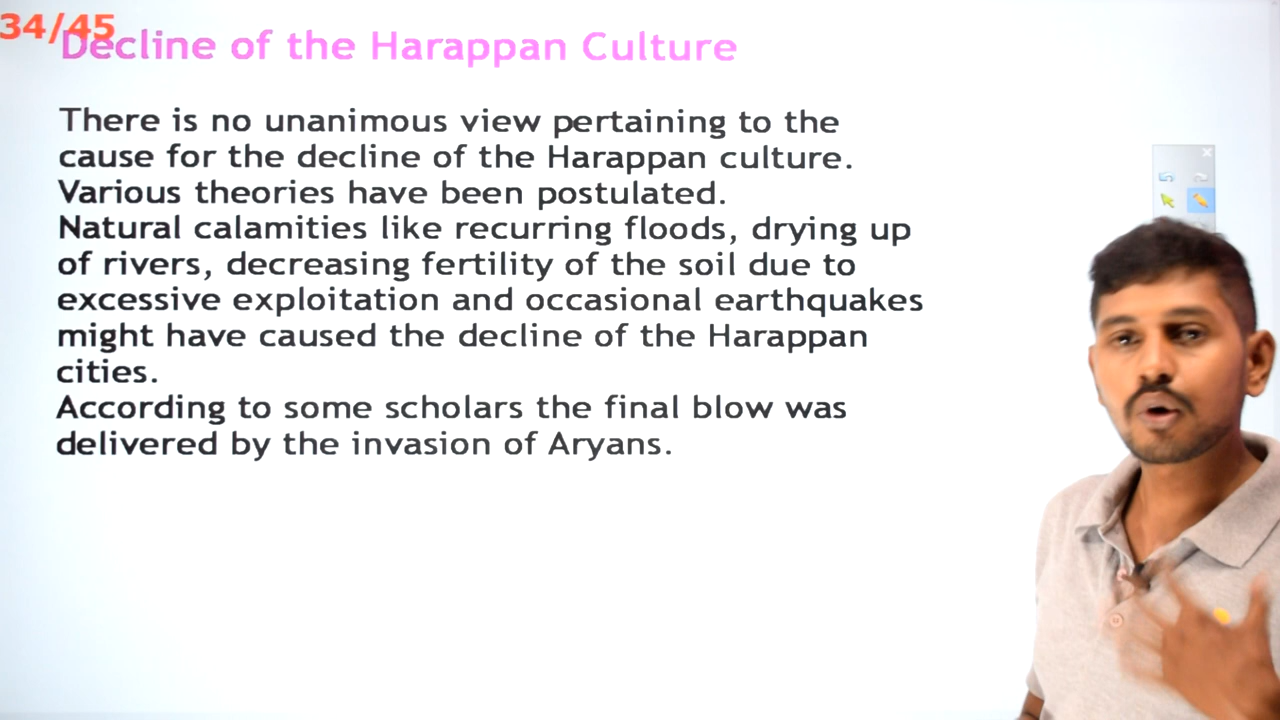 34/45
Decline of the Harappan Culture
There is no unanimous view pertaining to the
cause for the decline of the Harappan culture.
Various theories have been postulated.
Natural calamities like recurring floods, drying up
of rivers, decreasing fertility of the soil due to
excessive exploitation and occasional earthquakes
might have caused the decline of the Harappan
cities.
According to some scholars the final blow was
delivered by the invasion of Aryans.